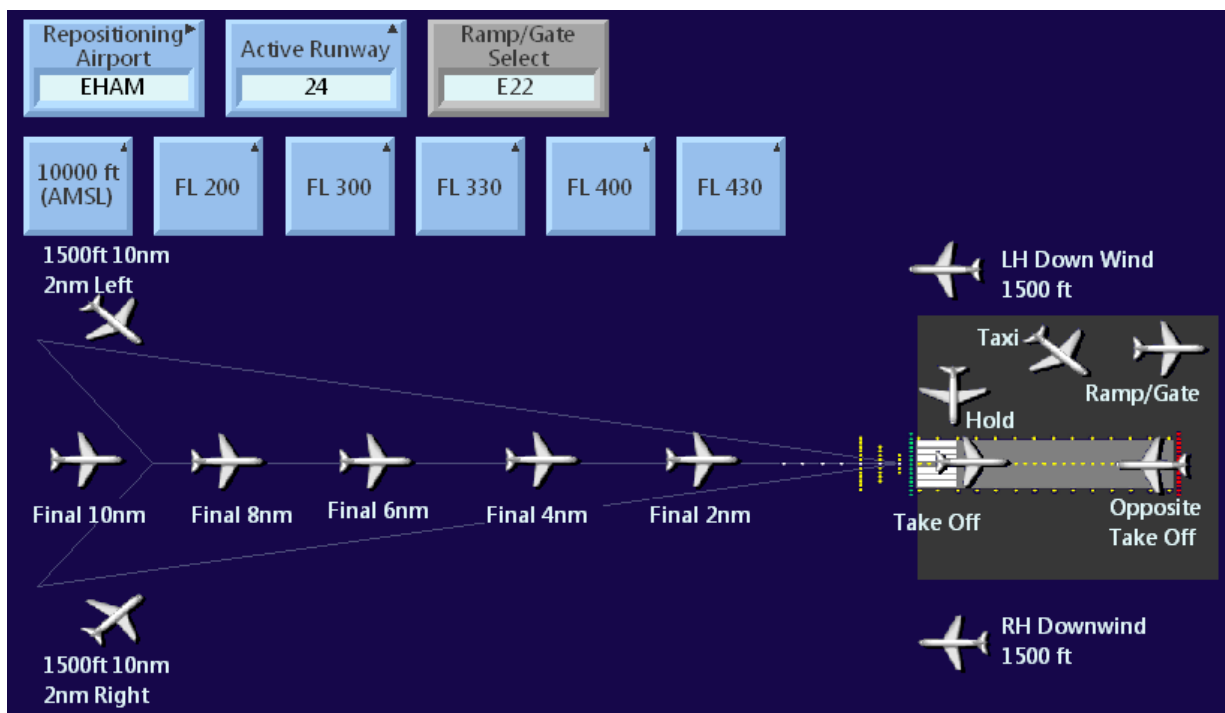 Repositioning
Airport
EHAM
Active Runway
24
Ramp/Gate
Select
E22
10000 ft
(AMSL)
FL 200
FL 300
FL 330
FL 400
FL 430
1500ft 10nm
2nm Left
LH Down Wind
1500 ft
Taxi
Ramp/Gate
Hold
Final 10nm
Final 8nm
Final 6nm
Final 4nm
Final 2nm
Take Off
Opposite
Take Off
RH Downwind
1500 ft
1500ft 10nm
2nm Right